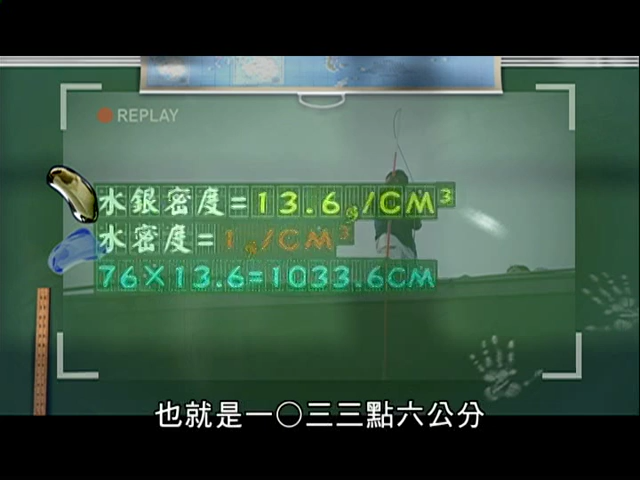 REPLAY
水銀密度=13.6g/CM³
水密度=1g/CM³
76×13.6=1033.6CM
也就是一〇三三點六公分